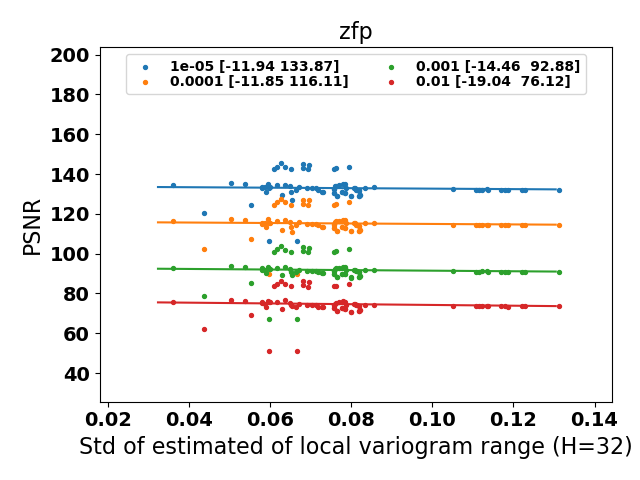 zfp
1e-05 [-11.94 133.87]
0.0001 [-11.85 116.11]
0.001 [-14.46  92.88]
0.01 [-19.04  76.12]
PSNR
200
180
160
140
120
100
80
60
40
0.02 0.04 0.06 0.08 0.10 0.12 0.14
Std of estimated of local variogram range (H=32)